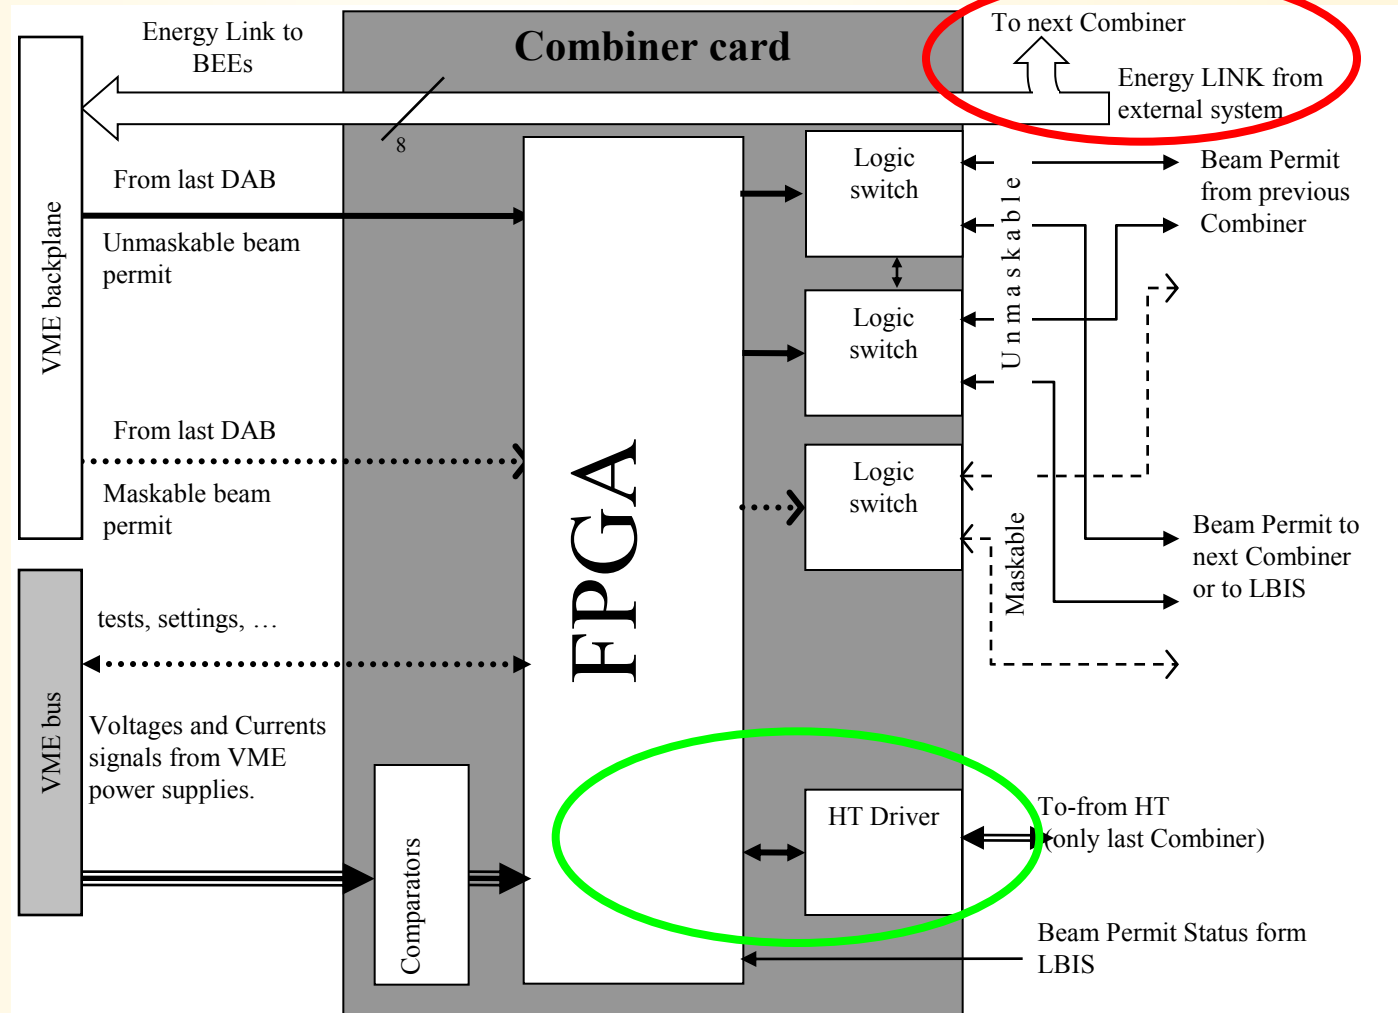 Energy Link to
BEEs
Combiner card
To next Combiner
Energy LINK from
external system
8
From last DAB
Unmaskable beam
permit
VME backplane
Logic
switch
Unmaskable
Beam Permit
from previous
Combiner
Logic
switch
From last DAB
Maskable beam
permit
FPGA
Logic
switch
Maskable
Beam Permit to
next Combiner
or to LBIS
tests, settings, …
VME bus
Voltages and Currents
signals from VME
power supplies.
Comparators
HT Driver
To-from HT
(only last Combiner)
Beam Permit Status form
LBIS